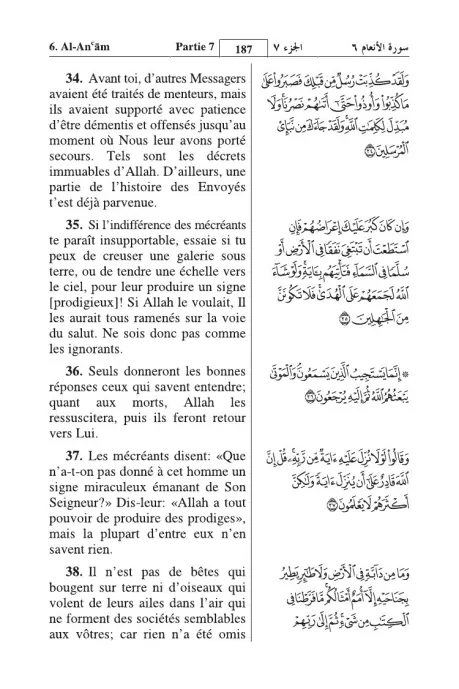 6. Al-Anᶜām Partie 7 187 الجزء ٧ سورة الأنعام ٦
34. Avant toi, d’autres Messagers
avaient été traités de menteurs, mais
ils avaient supporté avec patience
d’être démentis et offensés jusqu’au
moment où Nous leur avons porté
secours. Tels sont les décrets
immuables d’Allah. D’ailleurs, une
partie de l’histoire des Envoyés
t’est déjà parvenue.
وَلَقَدْ كُذِّبَتْ رُسُلٌ مِّن قَبْلِكَ فَصَبَرُوا۟ عَلَىٰ
مَا كُذِّبُوا۟ وَأُوذُوا۟ حَتَّىٰٓ أَتَىٰهُمْ نَصْرُنَا ۚ وَلَا
مُبَدِّلَ لِكَلِمَـٰتِ ٱللَّهِ ۚ وَلَقَدْ جَآءَكَ مِن نَّبَإِى۟
ٱلْمُرْسَلِينَ ٣٤
35. Si l’indifférence des mécréants
te paraît insupportable, essaie si tu
peux de creuser une galerie sous
terre, ou de tendre une échelle vers
le ciel, pour leur produire un signe
[prodigieux]! Si Allah le voulait, Il
les aurait tous ramenés sur la voie
du salut. Ne sois donc pas comme
les ignorants.
وَإِن كَانَ كَبُرَ عَلَيْكَ إِعْرَاضُهُمْ فَإِنِ
ٱسْتَطَعْتَ أَن تَبْتَغِىَ نَفَقًا فِى ٱلْأَرْضِ أَوْ
سُلَّمًا فِى ٱلسَّمَآءِ فَتَأْتِيَهُم بِـَٔايَةٍ ۚ وَلَوْ شَآءَ
ٱللَّهُ لَجَمَعَهُمْ عَلَى ٱلْهُدَىٰ ۚ فَلَا تَكُونَنَّ
مِنَ ٱلْجَـٰهِلِينَ ٣٥
36. Seuls donneront les bonnes
réponses ceux qui savent entendre;
quant aux morts, Allah les
ressuscitera, puis ils feront retour
vers Lui.
۞ إِنَّمَا يَسْتَجِيبُ ٱلَّذِينَ يَسْمَعُونَ ۘ وَٱلْمَوْتَىٰ
يَبْعَثُهُمُ ٱللَّهُ ثُمَّ إِلَيْهِ يُرْجَعُونَ ٣٦
37. Les mécréants disent: «Que
n’a-t-on pas donné à cet homme un
signe miraculeux émanant de Son
Seigneur?» Dis-leur: «Allah a tout
pouvoir de produire des prodiges»,
mais la plupart d’entre eux n’en
savent rien.
وَقَالُوا۟ لَوْلَا نُزِّلَ عَلَيْهِ ءَايَةٌ مِّن رَّبِّهِۦ ۚ قُلْ إِنَّ
ٱللَّهَ قَادِرٌ عَلَىٰٓ أَن يُنَزِّلَ ءَايَةً وَلَـٰكِنَّ
أَكْثَرَهُمْ لَا يَعْلَمُونَ ٣٧
38. Il n’est pas de bêtes qui
bougent sur terre ni d’oiseaux qui
volent de leurs ailes dans l’air qui
ne forment des sociétés semblables
aux vôtres; car rien n’a été omis
وَمَا مِن دَآبَّةٍ فِى ٱلْأَرْضِ وَلَا طَـٰٓئِرٍ يَطِيرُ
بِجَنَاحَيْهِ إِلَّآ أُمَمٌ أَمْثَالُكُم ۚ مَّا فَرَّطْنَا فِى
ٱلْكِتَـٰبِ مِن شَىْءٍ ۚ ثُمَّ إِلَىٰ رَبِّهِمْ